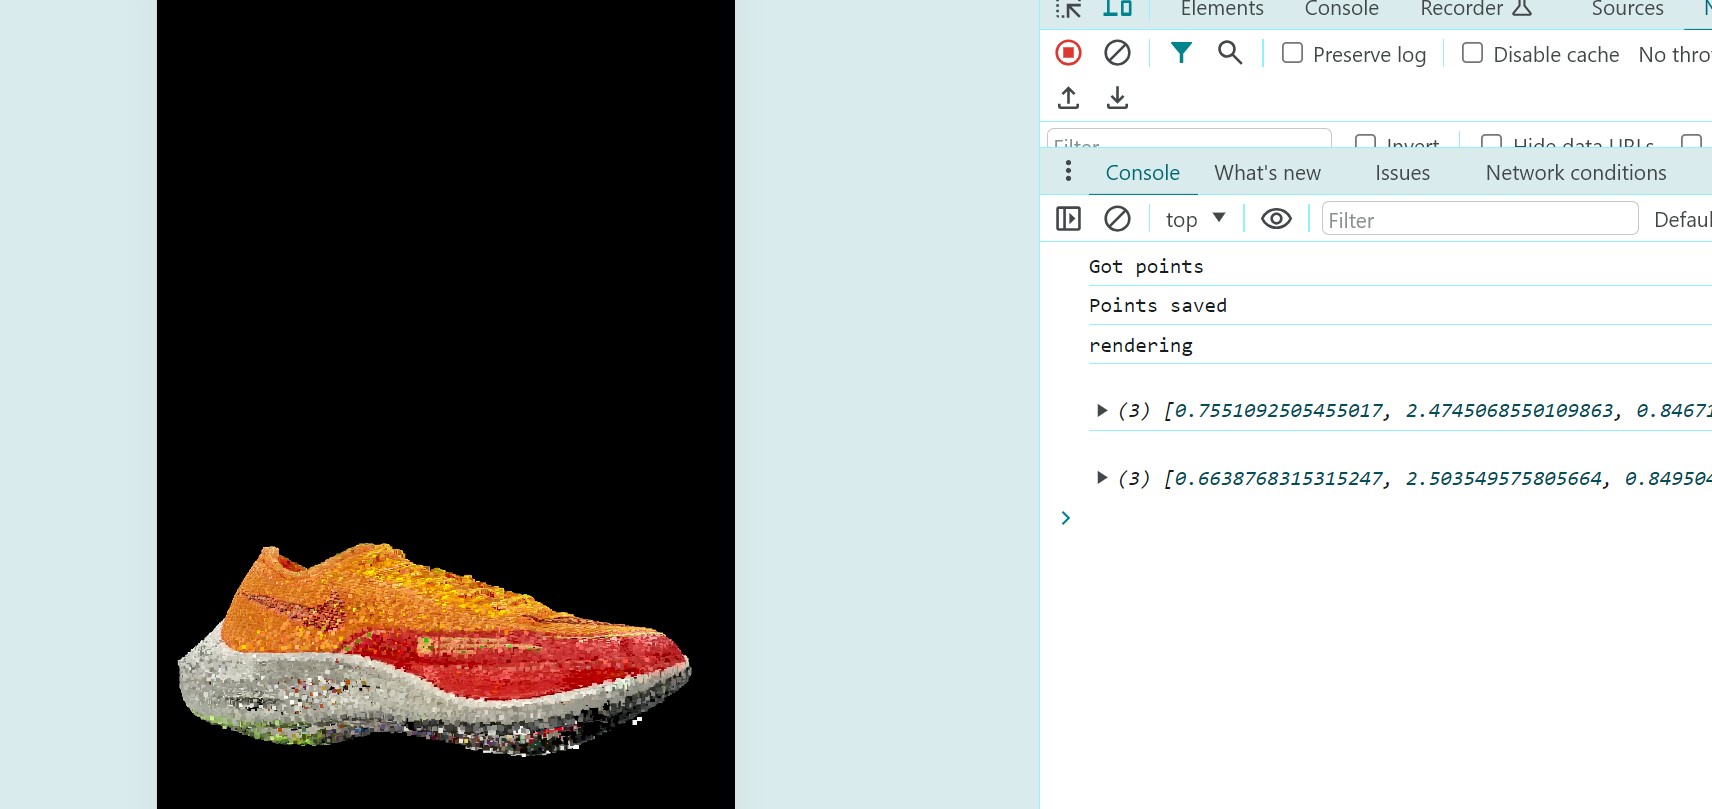 Elements Console Recorder Sources
Preserve log Disable cache No thro
Filter Invert Hide data URLs
Console What's new Issues Network conditions
top Filter Defaul
Got points
Points saved
rendering
(3) [0.7551092505455017, 2.4745068550109863, 0.84671
(3) [0.6638768315315247, 2.503549575805664, 0.849504